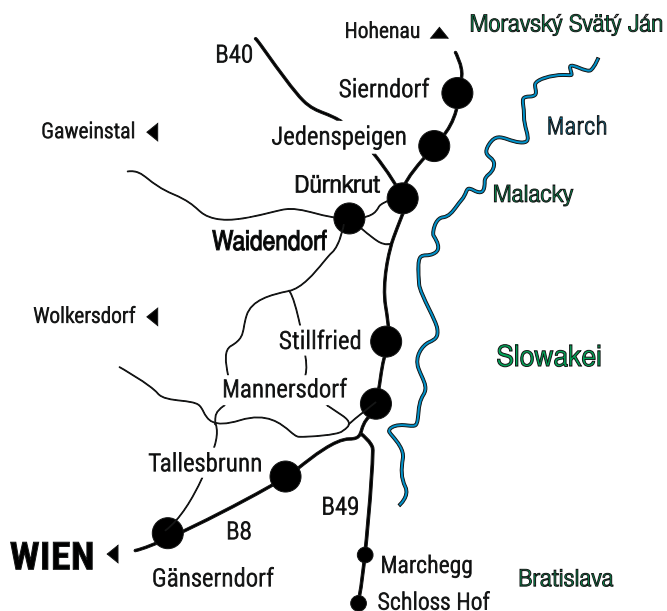 Moravský Svätý Ján
Hohenau
B40
Sierndorf
March
Gaweinstal
Jedenspeigen
Dürnkrut
Malacky
Waidendorf
Wolkersdorf
Stillfried
Slowakei
Mannersdorf
Tallesbrunn
B49
B8
WIEN
Marchegg
Gänserndorf
Bratislava
Schloss Hof